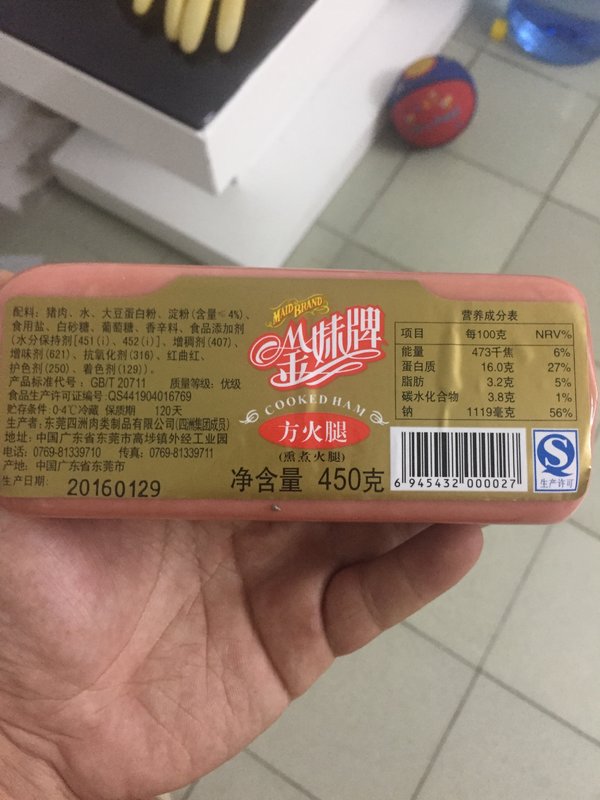 配料: 猪肉、水、大豆蛋白粉、淀粉(含量≤4%)、
食用盐、白砂糖、葡萄糖、香辛料、食品添加剂
[水分保持剂[451(i)、452(i)]、增稠剂(407)、
增味剂(621)、抗氧化剂(316)、红曲红、
护色剂(250)、着色剂(129)]。
产品标准代号: GB/T 20711 质量等级: 优级
食品生产许可证编号:QS441904016769
贮存条件:0-4℃冷藏 保质期 120天
生产者:东莞四洲肉类制品有限公司(四洲集团成员)
地址: 中国广东省东莞市高埗镇外经工业园
电话: 0769-81339710 传真: 0769-81339711
产地: 中国广东省东莞市
生产日期: 20160129
MAID BRAND
金妹牌
COOKED HAM
方火腿
(熏煮火腿)
净含量 450克
营养成分表
项目 每100克 NRV%
能量 473千焦 6%
蛋白质 16.0克 27%
脂肪 3.2克 5%
碳水化合物 3.8克 1%
钠 1119毫克 56%
6 945432 000027
S
生产许可